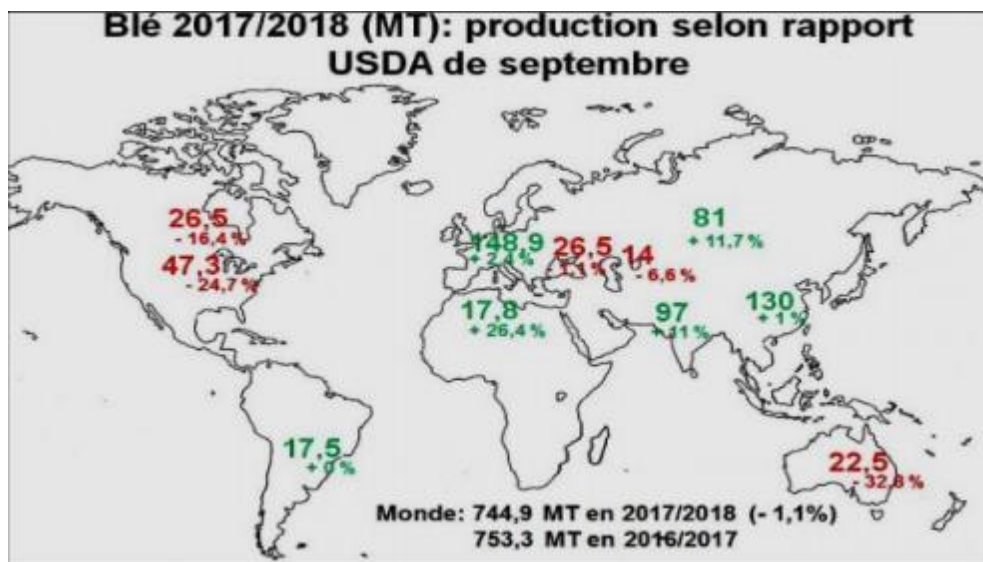 Blé 2017/2018 (MT): production selon rapport
USDA de septembre
26,5
- 16,4 %
47,3
- 24,7 %
148,9
+ 2,4 %
26,5
1,1 %
14
- 6,6 %
81
+ 11,7 %
17,8
+ 26,4 %
97
+ 11 %
130
+ 1 %
17,5
+ 0 %
22,5
- 32,8 %
Monde: 744,9 MT en 2017/2018 (- 1,1%)
753,3 MT en 2016/2017